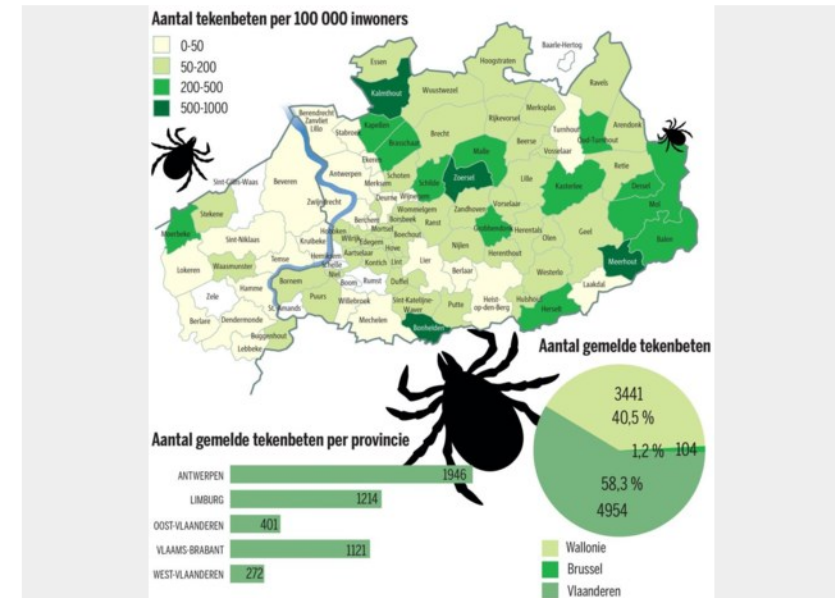 Aantal tekenbeten per 100 000 inwoners
0-50
50-200
200-500
500-1000
Baarle-Hertog
Essen
Hoogstraten
Kalmthout
Wuustwezel
Ravels
Merksplas
Berendrecht
Zandvliet
Lillo
Stabroek
Kapellen
Rijkevorsel
Turnhout
Oud-Turnhout
Arendonk
Brasschaat
Brecht
Beerse
Vosselaar
Malle
Ekeren
Schoten
Retie
Sint-Gillis-Waas
Beveren
Antwerpen
Merksem
Schilde
Zoersel
Lille
Kasterlee
Dessel
Deurne
Wijnegem
Zwijndrecht
Wommelgem
Zandhoven
Vorselaar
Mol
Stekene
Berchem
Borsbeek
Ranst
Moerbeke
Hoboken
Mortsel
Boechout
Grobbendonk
Herentals
Geel
Balen
Sint-Niklaas
Kruibeke
Wilrijk
Edegem
Hove
Nijlen
Olen
Aartselaar
Herenthout
Hemiksem
Schelle
Kontich
Lint
Lier
Meerhout
Lokeren
Waasmunster
Temse
Niel
Berlaar
Westerlo
Boom
Rumst
Duffel
Laakdal
Bornem
Hamme
Zele
Puurs
Willebroek
Sint-Katelijne-
Waver
Putte
Heist-
op-den-Berg
Hulshout
Herselt
St. Amands
Berlare
Dendermonde
Mechelen
Bonheiden
Buggenhout
Lebbeke
Aantal gemelde tekenbeten
3441
40,5 %
1,2 % 104
58,3 %
4954
Wallonie
Brussel
Vlaanderen
Aantal gemelde tekenbeten per provincie
ANTWERPEN 1946
LIMBURG 1214
OOST-VLAANDEREN 401
VLAAMS-BRABANT 1121
WEST-VLAANDEREN 272